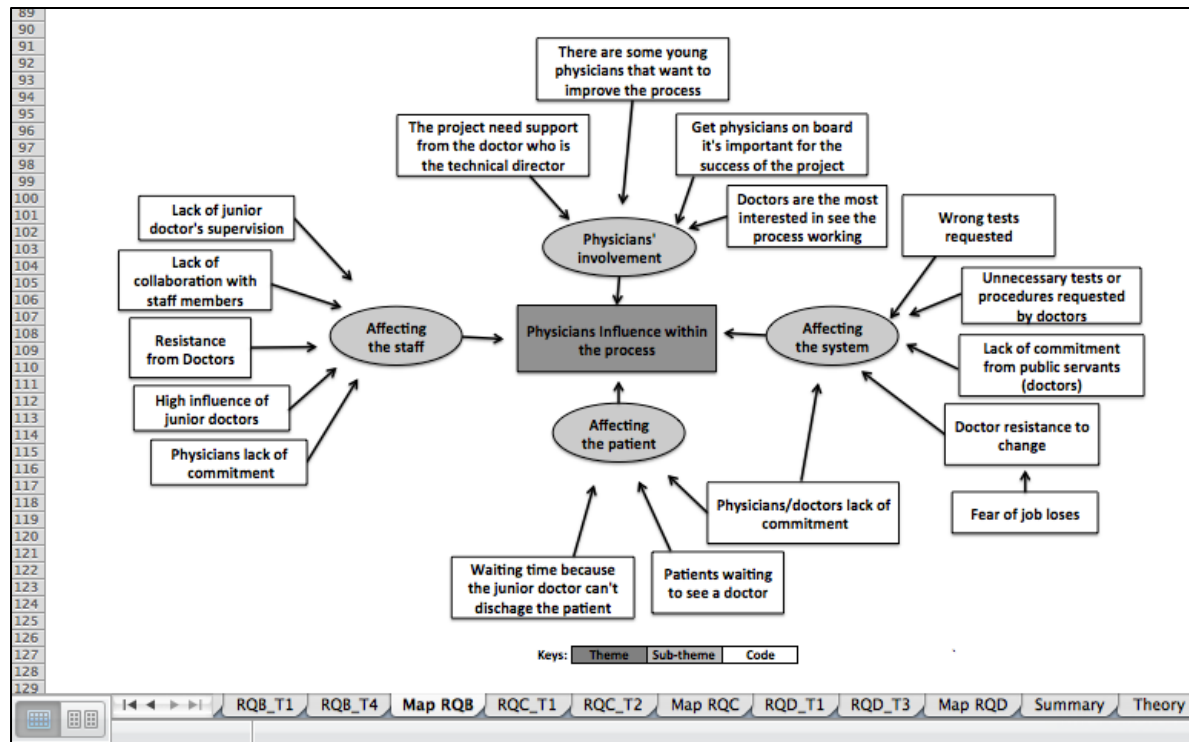 89
90
91
92
93
94
95
96
97
98
99
100
101
102
103
104
105
106
107
108
109
110
111
112
113
114
115
116
117
118
119
120
121
122
123
124
125
126
127
128
129
There are some young
physicians that want to
improve the process
The project need support
from the doctor who is
the technical director
Get physicians on board
it's important for the
success of the project
Doctors are the most
interested in see the
process working
Physicians'
involvement
Lack of junior
doctor's supervision
Lack of
collaboration with
staff members
Resistance
from Doctors
High influence of
junior doctors
Physicians lack of
commitment
Affecting
the staff
Physicians Influence within
the process
Affecting
the system
Wrong tests
requested
Unnecessary tests or
procedures requested
by doctors
Lack of commitment
from public servants
(doctors)
Doctor resistance to
change
Fear of job loses
Affecting
the patient
Physicians/doctors lack of
commitment
Waiting time because
the junior doctor can't
dischage the patient
Patients waiting
to see a doctor
Keys: Theme Sub-theme Code
RQB_T1 RQB_T4 Map RQB RQC_T1 RQC_T2 Map RQC RQD_T1 RQD_T3 Map RQD Summary Theory